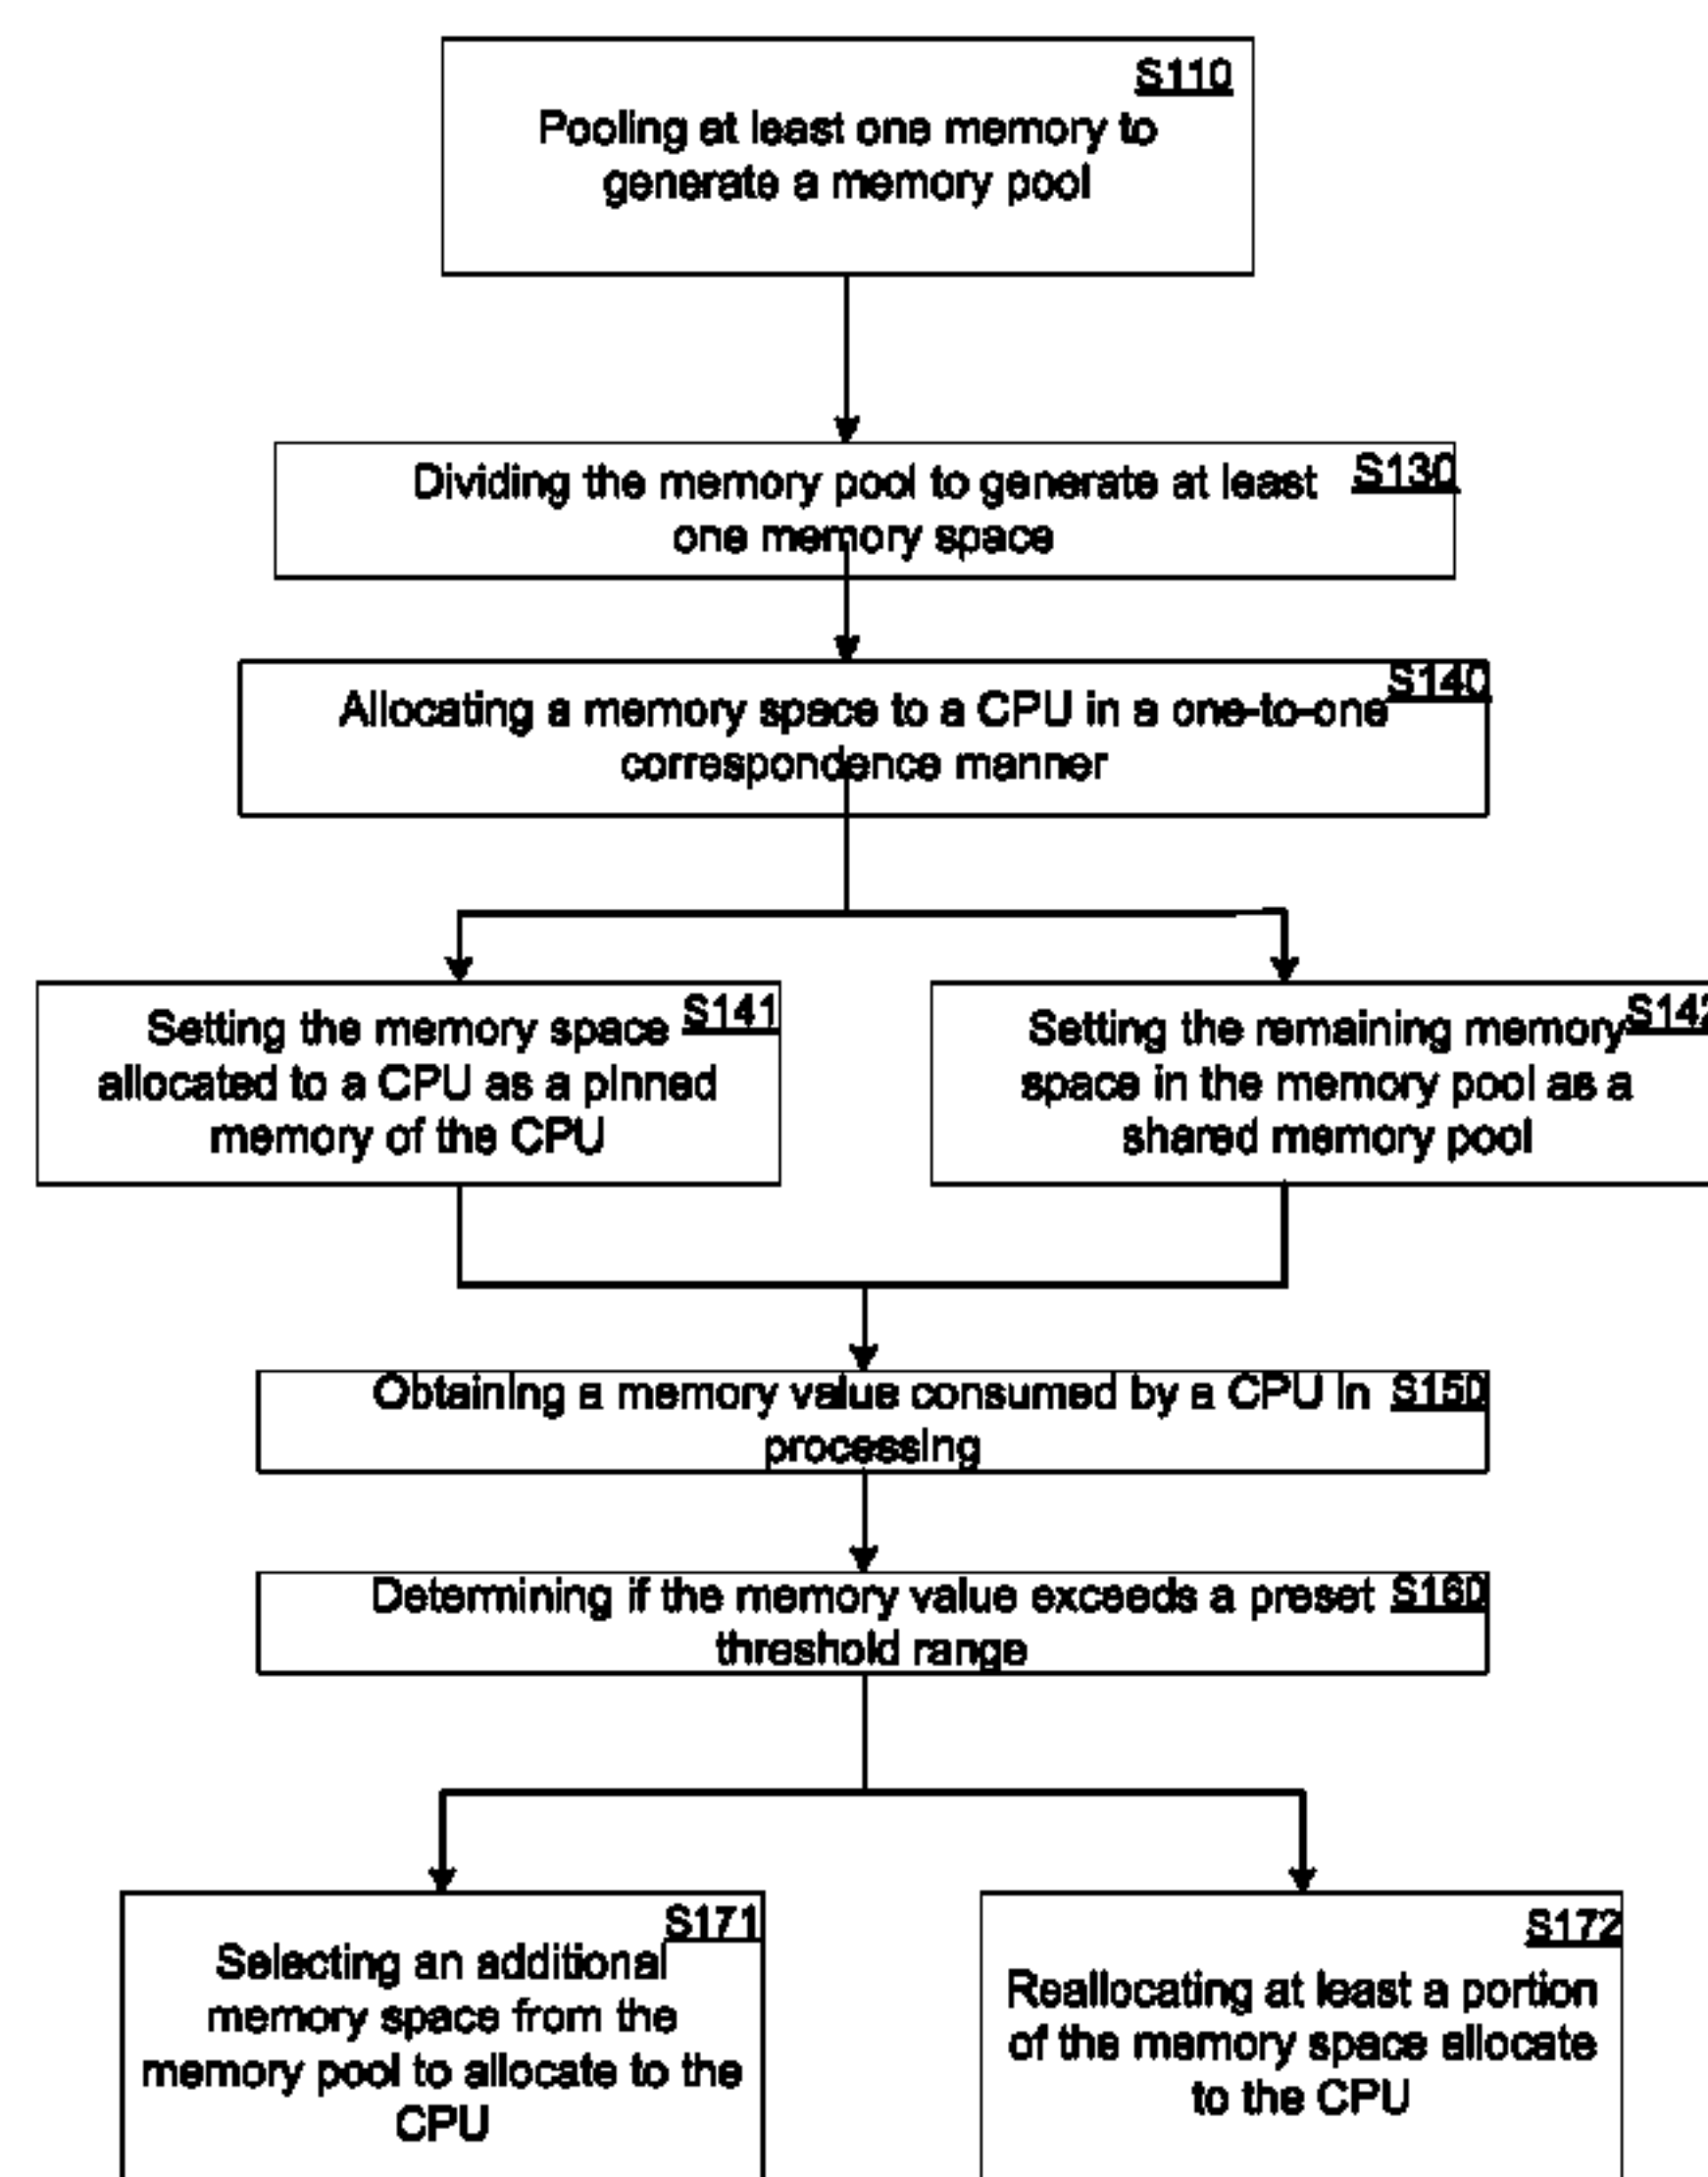 S110
Pooling at least one memory to
generate a memory pool
Dividing the memory pool to generate at least S130
one memory space
S140
Allocating a memory space to a CPU in a one-to-one
correspondence manner
Setting the memory space S141
allocated to a CPU as a pinned
memory of the CPU
Setting the remaining memory S142
space in the memory pool as a
shared memory pool
Obtaining a memory value consumed by a CPU in S150
processing
Determining if the memory value exceeds a preset S160
threshold range
S171
Selecting an additional
memory space from the
memory pool to allocate to the
CPU
S172
Reallocating at least a portion
of the memory space allocate
to the CPU